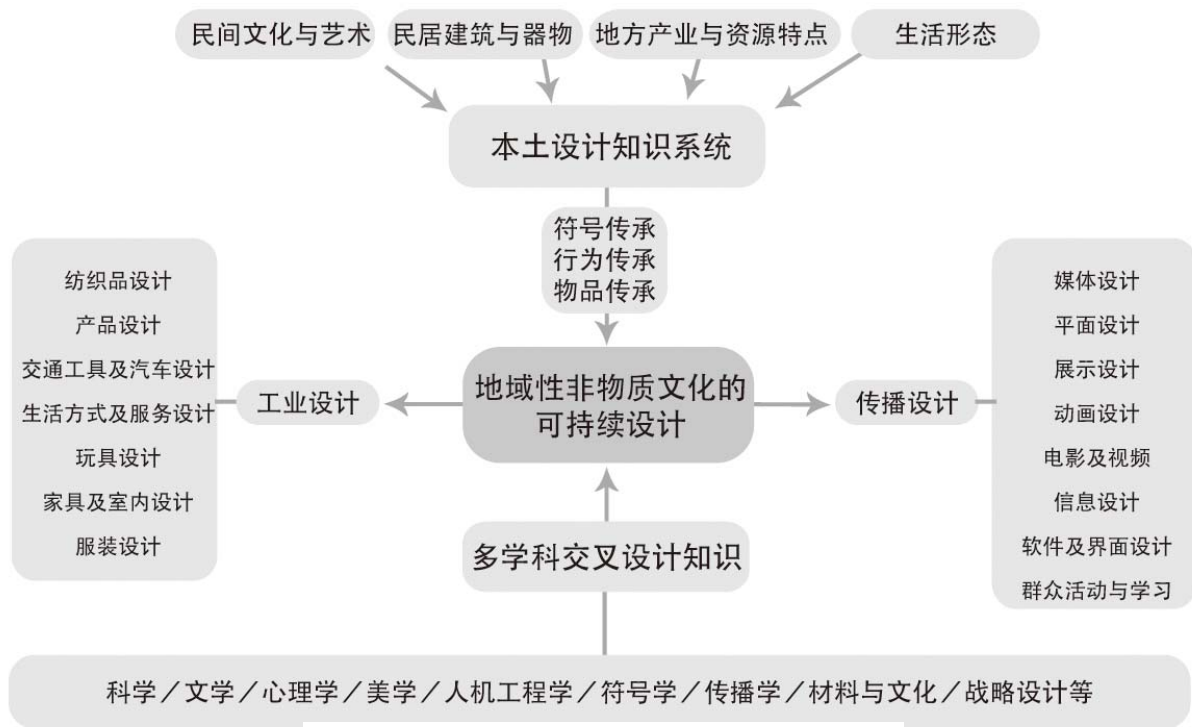 民间文化与艺术
民居建筑与器物
地方产业与资源特点
生活形态
本土设计知识系统
符号传承
行为传承
物品传承
纺织品设计
产品设计
交通工具及汽车设计
生活方式及服务设计
玩具设计
家具及室内设计
服装设计
工业设计
地域性非物质文化的
可持续设计
传播设计
媒体设计
平面设计
展示设计
动画设计
电影及视频
信息设计
软件及界面设计
群众活动与学习
多学科交叉设计知识
科学／文学／心理学／美学／人机工程学／符号学／传播学／材料与文化／战略设计等